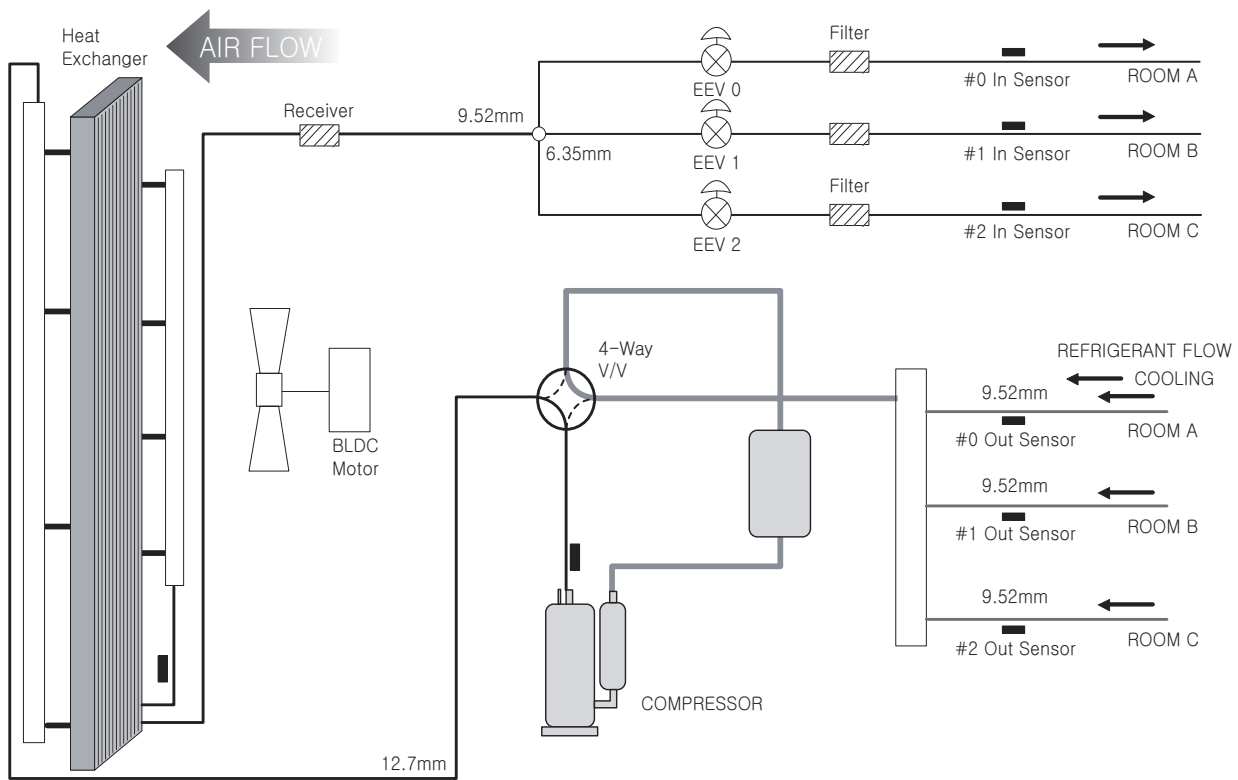 Heat
Exchanger
AIR FLOW
Receiver
9.52mm
6.35mm
EEV 0
Filter
#0 In Sensor
ROOM A
EEV 1
#1 In Sensor
ROOM B
EEV 2
Filter
#2 In Sensor
ROOM C
4-Way
V/V
BLDC
Motor
REFRIGERANT FLOW
COOLING
9.52mm
#0 Out Sensor
ROOM A
9.52mm
#1 Out Sensor
ROOM B
9.52mm
#2 Out Sensor
ROOM C
COMPRESSOR
12.7mm